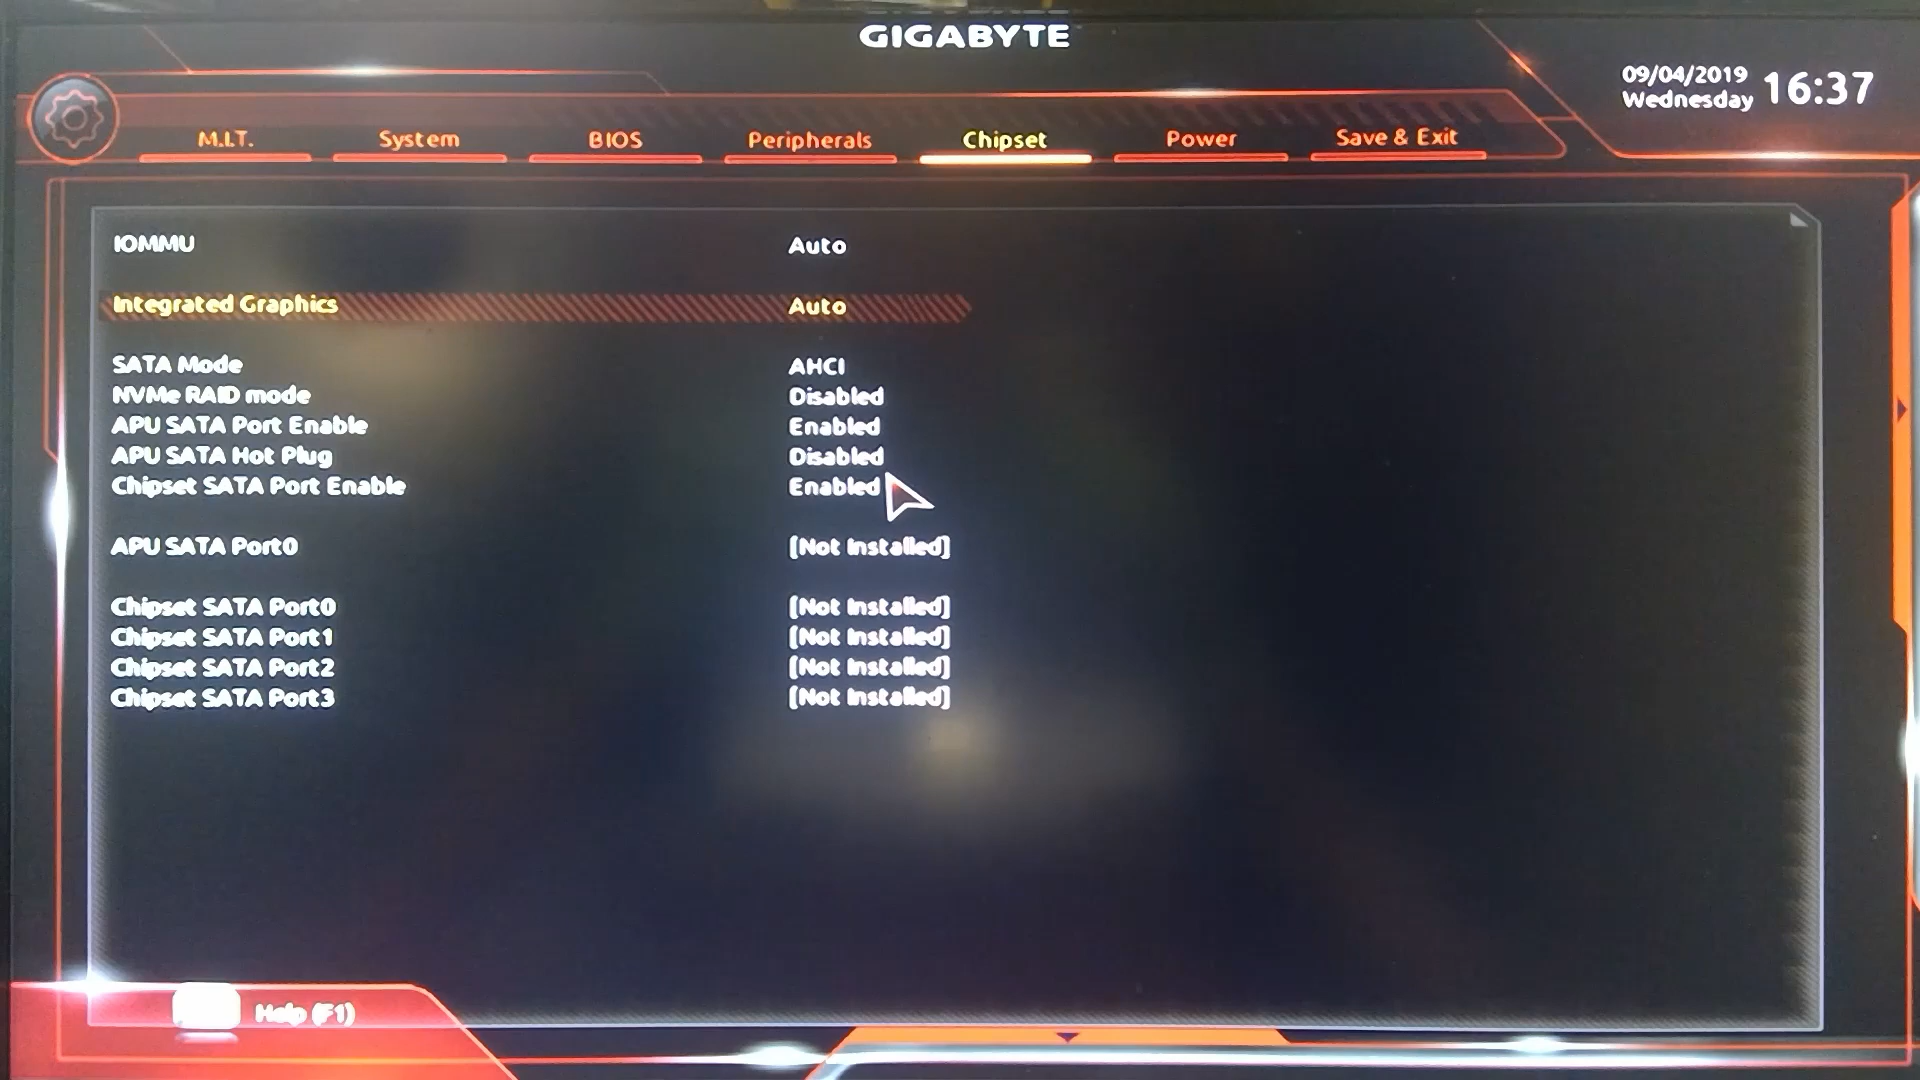 GIGABYTE
09/04/2019
Wednesday
16:37
M.I.T. System BIOS Peripherals Chipset Power Save & Exit
IOMMU Auto
Integrated Graphics Auto
SATA Mode AHCI
NVMe RAID mode Disabled
APU SATA Port Enable Enabled
APU SATA Hot Plug Disabled
Chipset SATA Port Enable Enabled
APU SATA Port0 [Not Installed]
Chipset SATA Port0 [Not Installed]
Chipset SATA Port1 [Not Installed]
Chipset SATA Port2 [Not Installed]
Chipset SATA Port3 [Not Installed]
Help (F1)